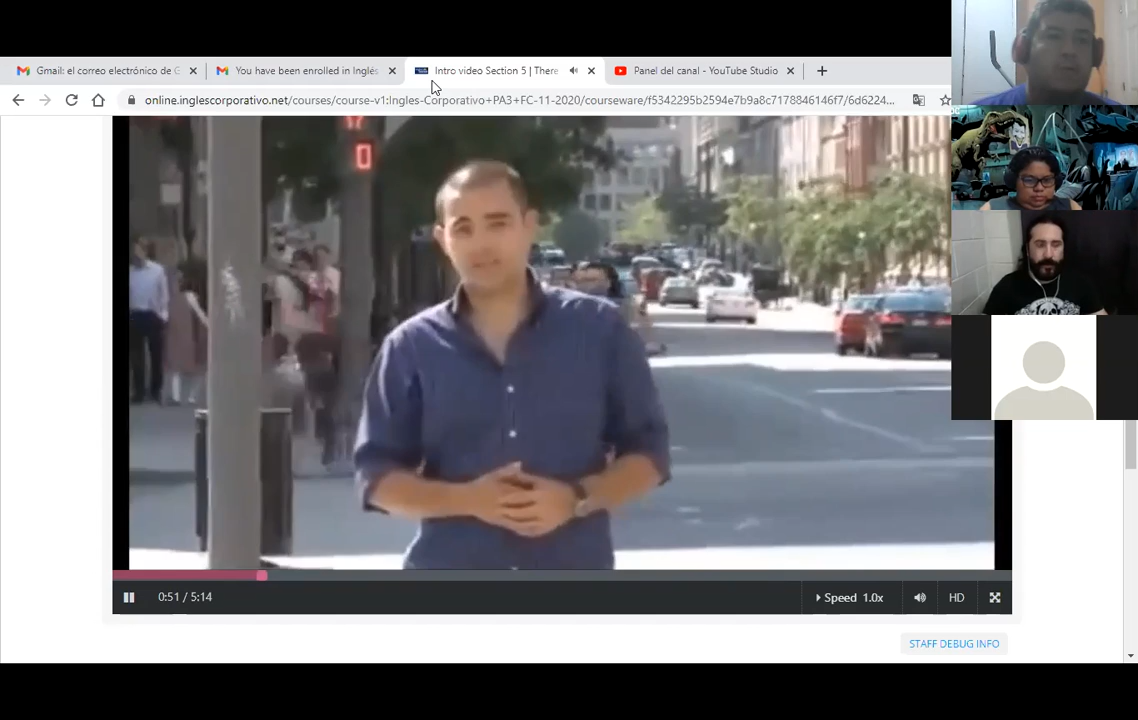 Gmail: el correo electrónico de G
You have been enrolled in Inglés
Intro video Section 5 | There
Panel del canal - YouTube Studio
online.inglescorporativo.net/courses/course-v1:Ingles-Corporativo+PA3+FC-11-2020/courseware/f5342295b2594e7b9a8c7178846146f7/6d6224...
0
0:51 / 5:14
Speed 1.0x
HD
STAFF DEBUG INFO